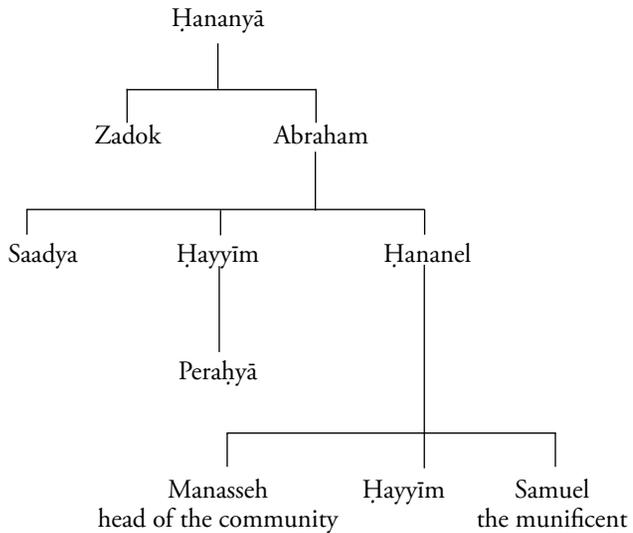 Ḥananyā
Zadok Abraham
Saadya Ḥayyīm Ḥananel
Peraḥyā
Manasseh Ḥayyīm Samuel
head of the community the munificent